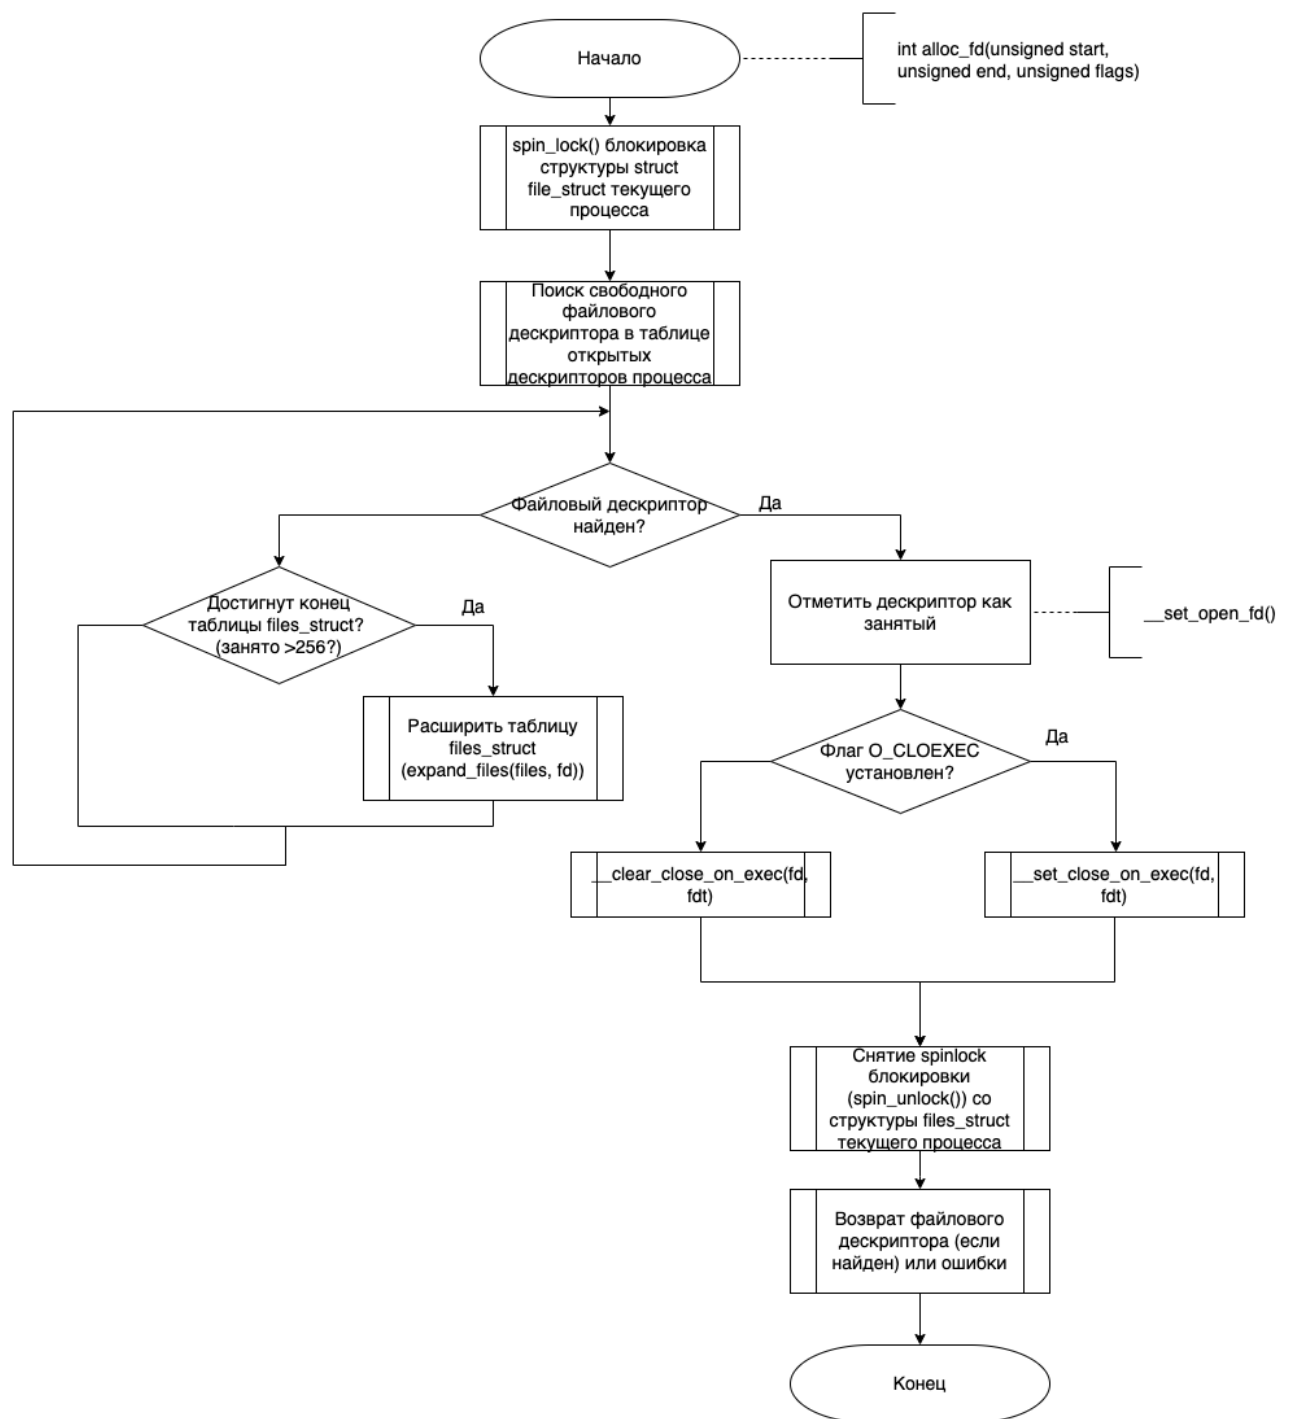 Начало
int alloc_fd(unsigned start,
unsigned end, unsigned flags)
spin_lock() блокировка
структуры struct
file_struct текущего
процесса
Поиск свободного
файлового
дескриптора в таблице
открытых
дескрипторов процесса
Файловый дескриптор
найден?
Да
Достигнут конец
таблицы files_struct?
(занято >256?)
Да
Расширить таблицу
files_struct
(expand_files(files, fd))
Отметить дескриптор как
занятый
__set_open_fd()
Флаг O_CLOEXEC
установлен?
Да
__clear_close_on_exec(fd,
fdt)
__set_close_on_exec(fd,
fdt)
Снятие spinlock
блокировки
(spin_unlock()) со
структуры files_struct
текущего процесса
Возврат файлового
дескриптора (если
найден) или ошибки
Конец